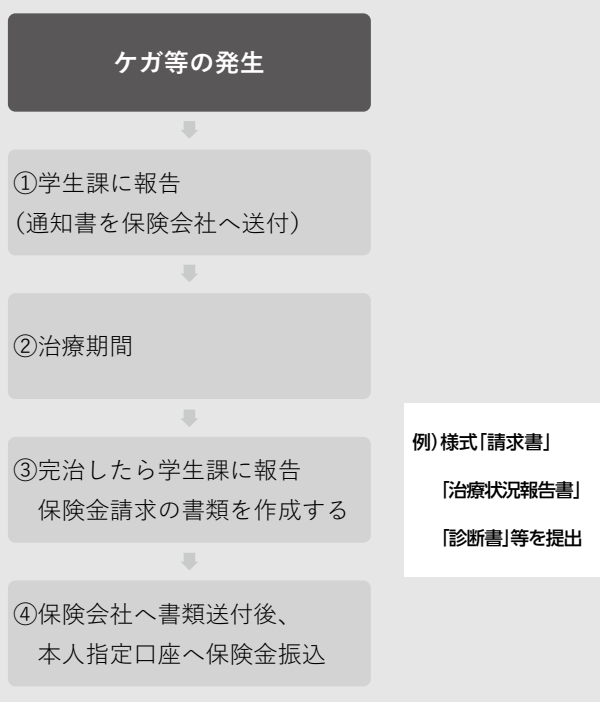 ケガ等の発生
①学生課に報告
（通知書を保険会社へ送付）
②治療期間
③完治したら学生課に報告
保険金請求の書類を作成する
例）様式「請求書」
「治療状況報告書」
「診断書」等を提出
④保険会社へ書類送付後、
本人指定口座へ保険金振込